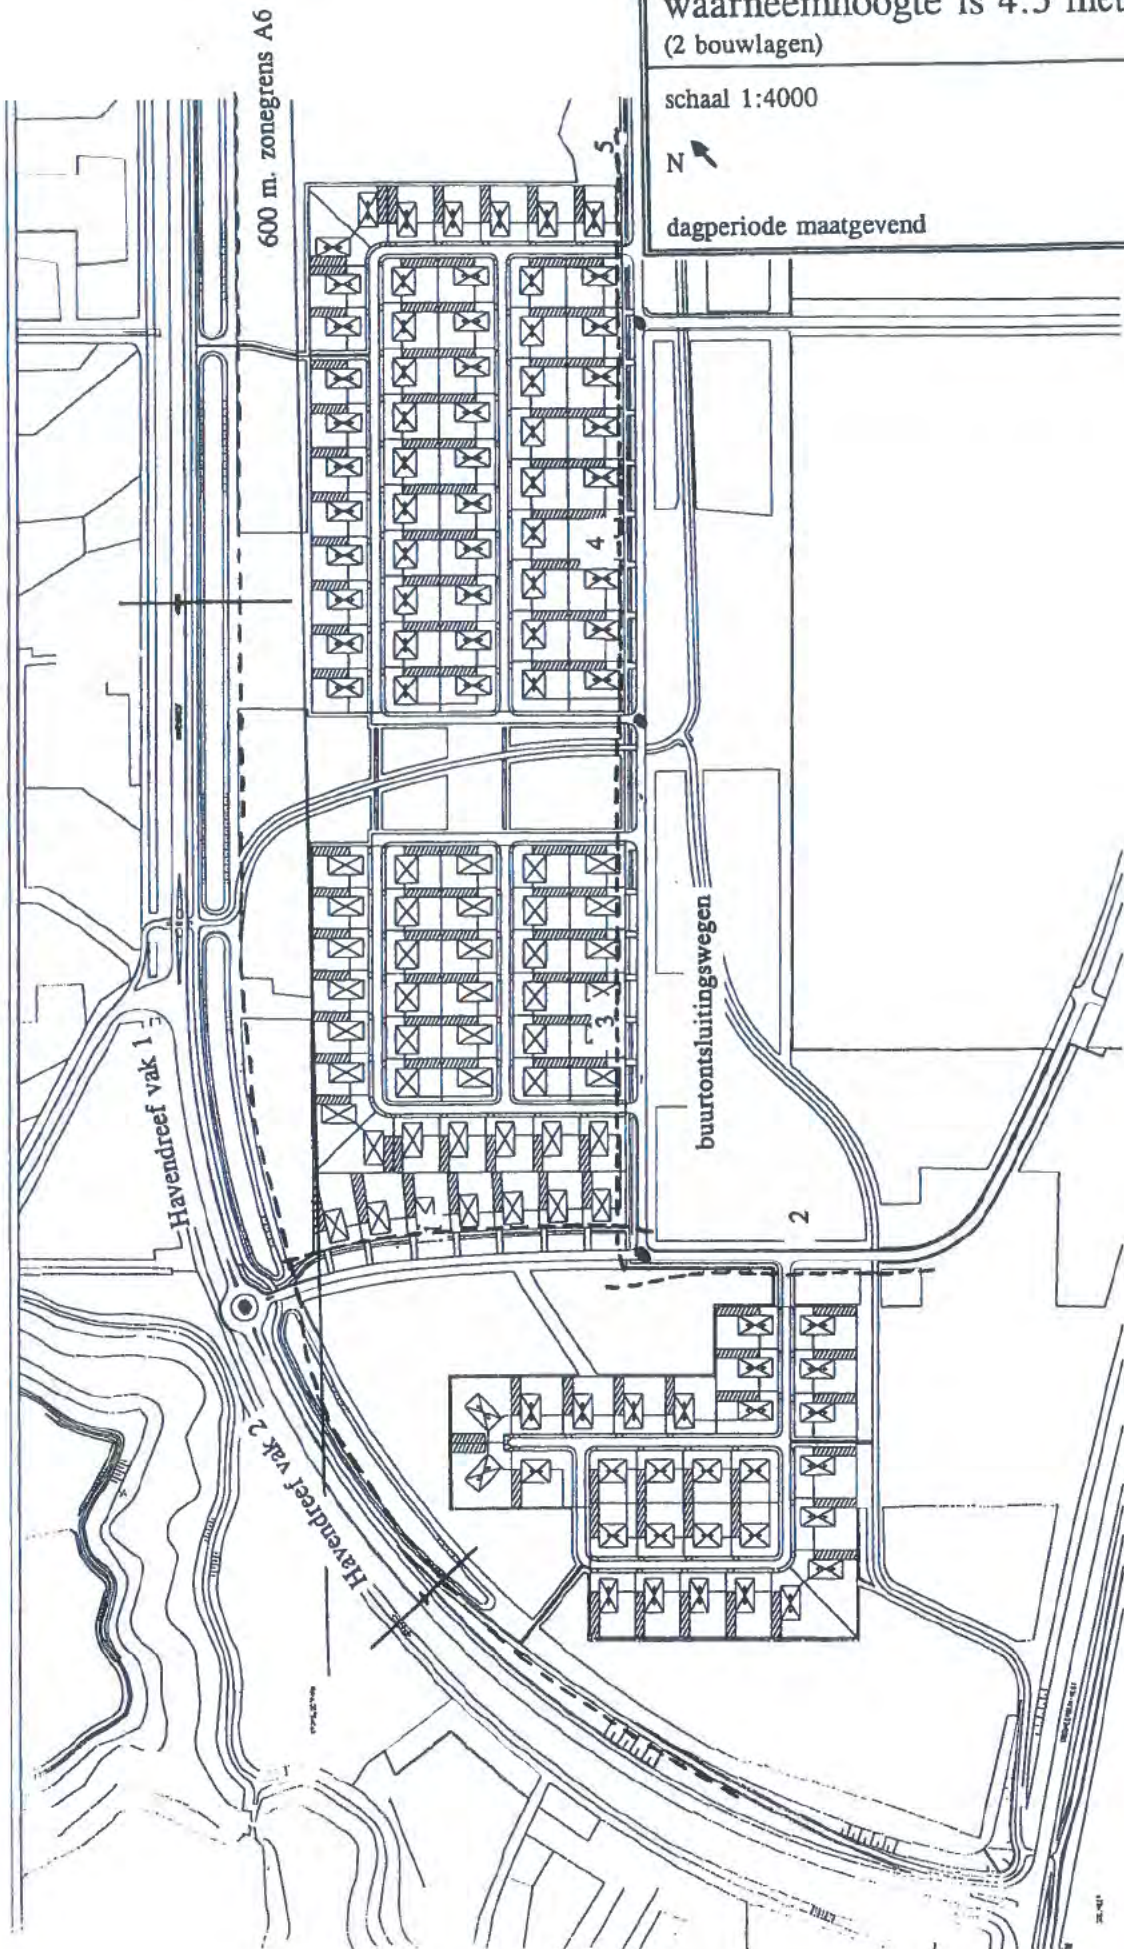 waarneemhoogte is 4.5 met
(2 bouwlagen)
schaal 1:4000
N
dagperiode maatgevend
600 m. zonegrens A6
5
4
Havendreef vak 1
buurtontsluitingswegen
3
1
2
Havendreef vak 2